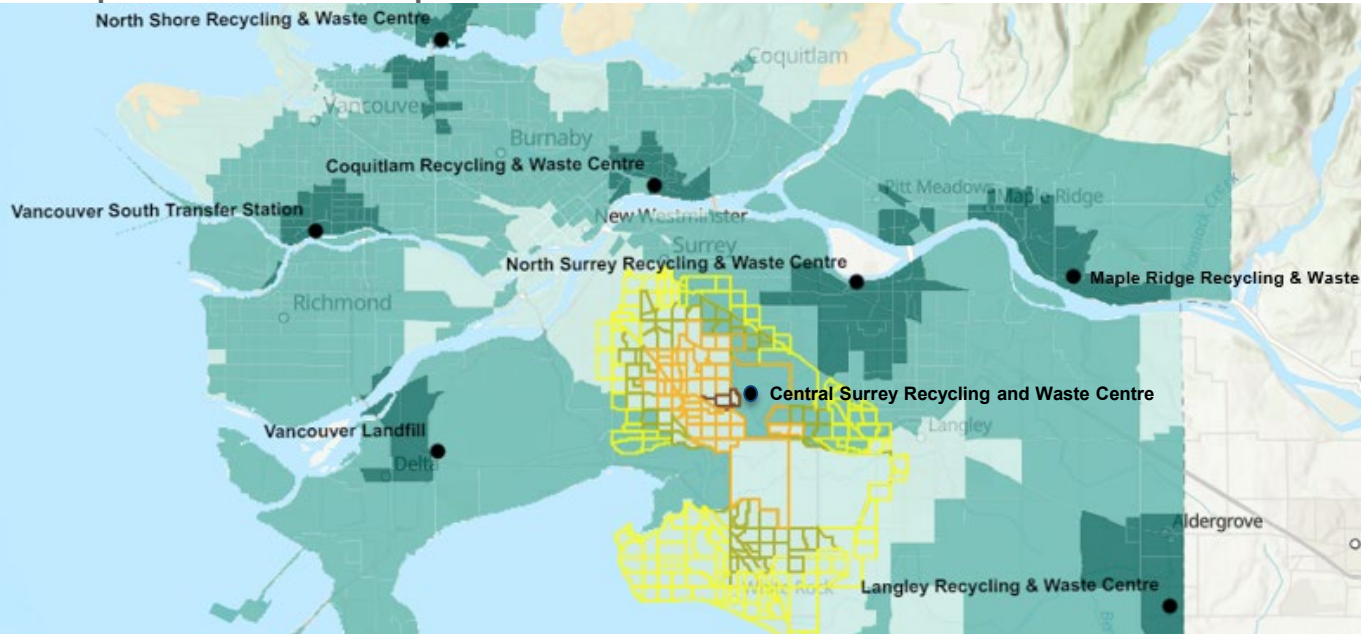 North Shore Recycling & Waste Centre
Coquitlam
Vancouver
Burnaby
Coquitlam Recycling & Waste Centre
Pitt Meadows
Maple Ridge
Vancouver South Transfer Station
New Westminster
Surrey
North Surrey Recycling & Waste Centre
Maple Ridge Recycling & Waste
Richmond
Central Surrey Recycling and Waste Centre
Langley
Vancouver Landfill
Delta
Aldergrove
White Rock
Langley Recycling & Waste Centre